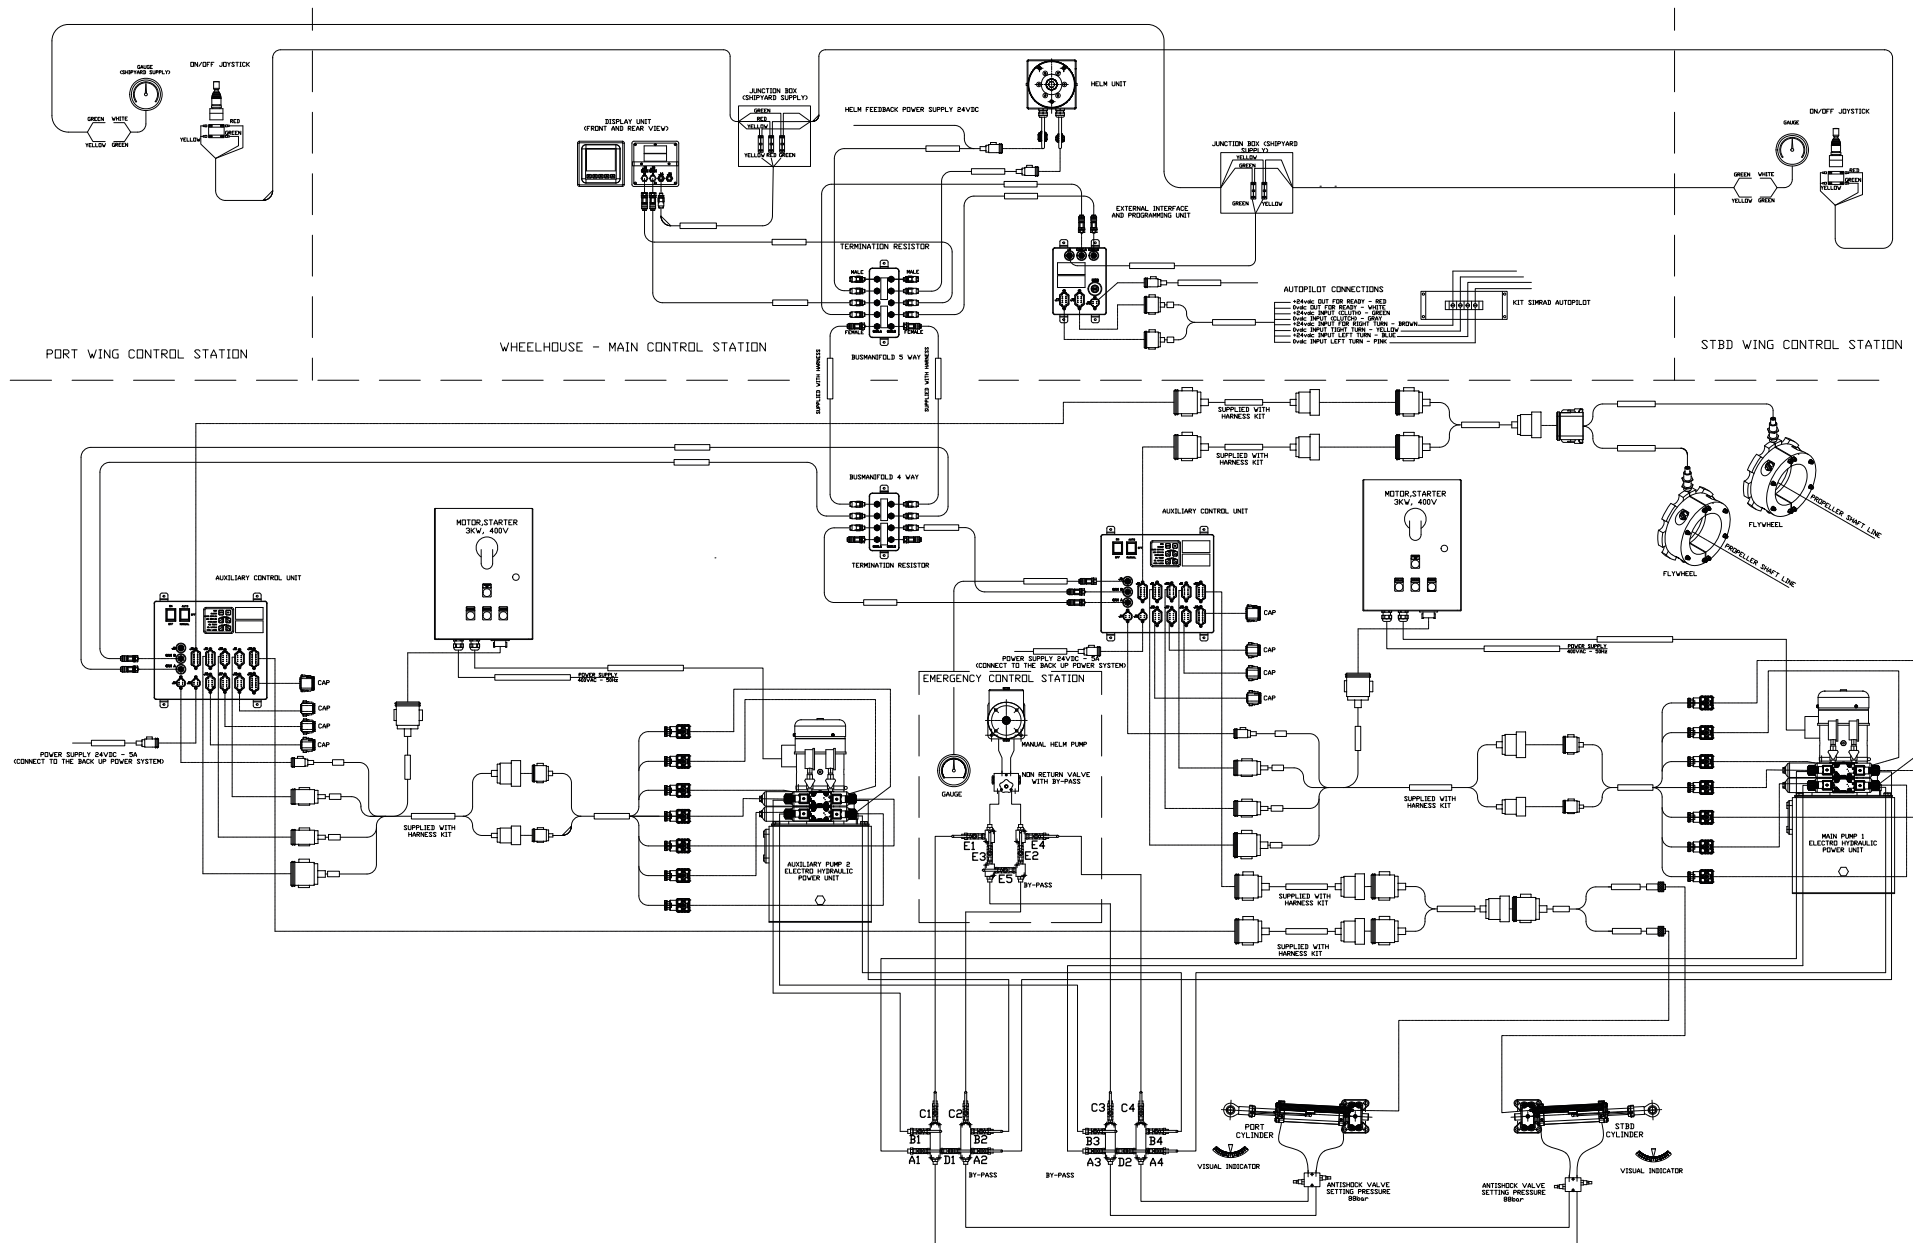 GAUGE
(SHIPYARD SUPPLY)
ON/OFF JOYSTICK
GREEN WHITE
YELLOW GREEN
RED
GREEN
YELLOW
PORT WING CONTROL STATION
JUNCTION BOX
(SHIPYARD SUPPLY)
GREEN
RED
YELLOW
YELLOW RED GREEN
DISPLAY UNIT
(FRONT AND REAR VIEW)
HELM FEEDBACK POWER SUPPLY 24VDC
HELM UNIT
JUNCTION BOX (SHIPYARD
SUPPLY)
YELLOW
GREEN
GREEN
YELLOW
EXTERNAL INTERFACE
AND PROGRAMMING UNIT
TERMINATION RESISTOR
MALE
MALE
FEMALE
FEMALE
BUSMANIFOLD 5 WAY
WHEELHOUSE - MAIN CONTROL STATION
AUTOPILOT CONNECTIONS
+24vdc OUT FOR READY - RED
0vdc OUT FOR READY - WHITE
+24vdc INPUT (CLUTH) - GREEN
0vdc INPUT (CLUTCH) - GRAY
+24vdc INPUT FOR RIGHT TURN - BROWN
0vdc INPUT TIGHT TURN - YELLOW
+24vdc INPUT LEFT TURN - BLUE
0vdc INPUT LEFT TURN - PINK
KIT SIMRAD AUTOPILOT
GAUGE
ON/OFF JOYSTICK
GREEN WHITE
YELLOW GREEN
RED
GREEN
YELLOW
STBD WING CONTROL STATION
SUPPLIED WITH HARNESS
SUPPLIED WITH HARNESS
SUPPLIED WITH
HARNESS KIT
SUPPLIED WITH
HARNESS KIT
BUSMANIFOLD 4 WAY
TERMINATION RESISTOR
PROPELLER SHAFT LINE
FLYWHEEL
PROPELLER SHAFT LINE
FLYWHEEL
MOTOR,STARTER
3KW, 400V
MOTOR,STARTER
3KW, 400V
AUXILIARY CONTROL UNIT
AUXILIARY CONTROL UNIT
CAP
CAP
CAP
CAP
CAP
CAP
CAP
CAP
POWER SUPPLY
400VAC - 50Hz
POWER SUPPLY
400VAC - 50Hz
POWER SUPPLY 24VDC - 5A
(CONNECT TO THE BACK UP POWER SYSTEM)
POWER SUPPLY 24VDC - 5A
(CONNECT TO THE BACK UP POWER SYSTEM)
EMERGENCY CONTROL STATION
MANUAL HELM PUMP
NON RETURN VALVE
WITH BY-PASS
GAUGE
E1
E4
E3
E2
E5
BY-PASS
SUPPLIED WITH
HARNESS KIT
SUPPLIED WITH
HARNESS KIT
AUXILIARY PUMP 2
ELECTRO HYDRAULIC
POWER UNIT
MAIN PUMP 1
ELECTRO HYDRAULIC
POWER UNIT
SUPPLIED WITH
HARNESS KIT
SUPPLIED WITH
HARNESS KIT
C1 C2
B1 B2
A1 D1 A2
BY-PASS
C3 C4
B3 B4
A3 D2 A4
BY-PASS
PORT
CYLINDER
VISUAL INDICATOR
ANTISHOCK VALVE
SETTING PRESSURE
88bar
STBD
CYLINDER
VISUAL INDICATOR
ANTISHOCK VALVE
SETTING PRESSURE
88bar